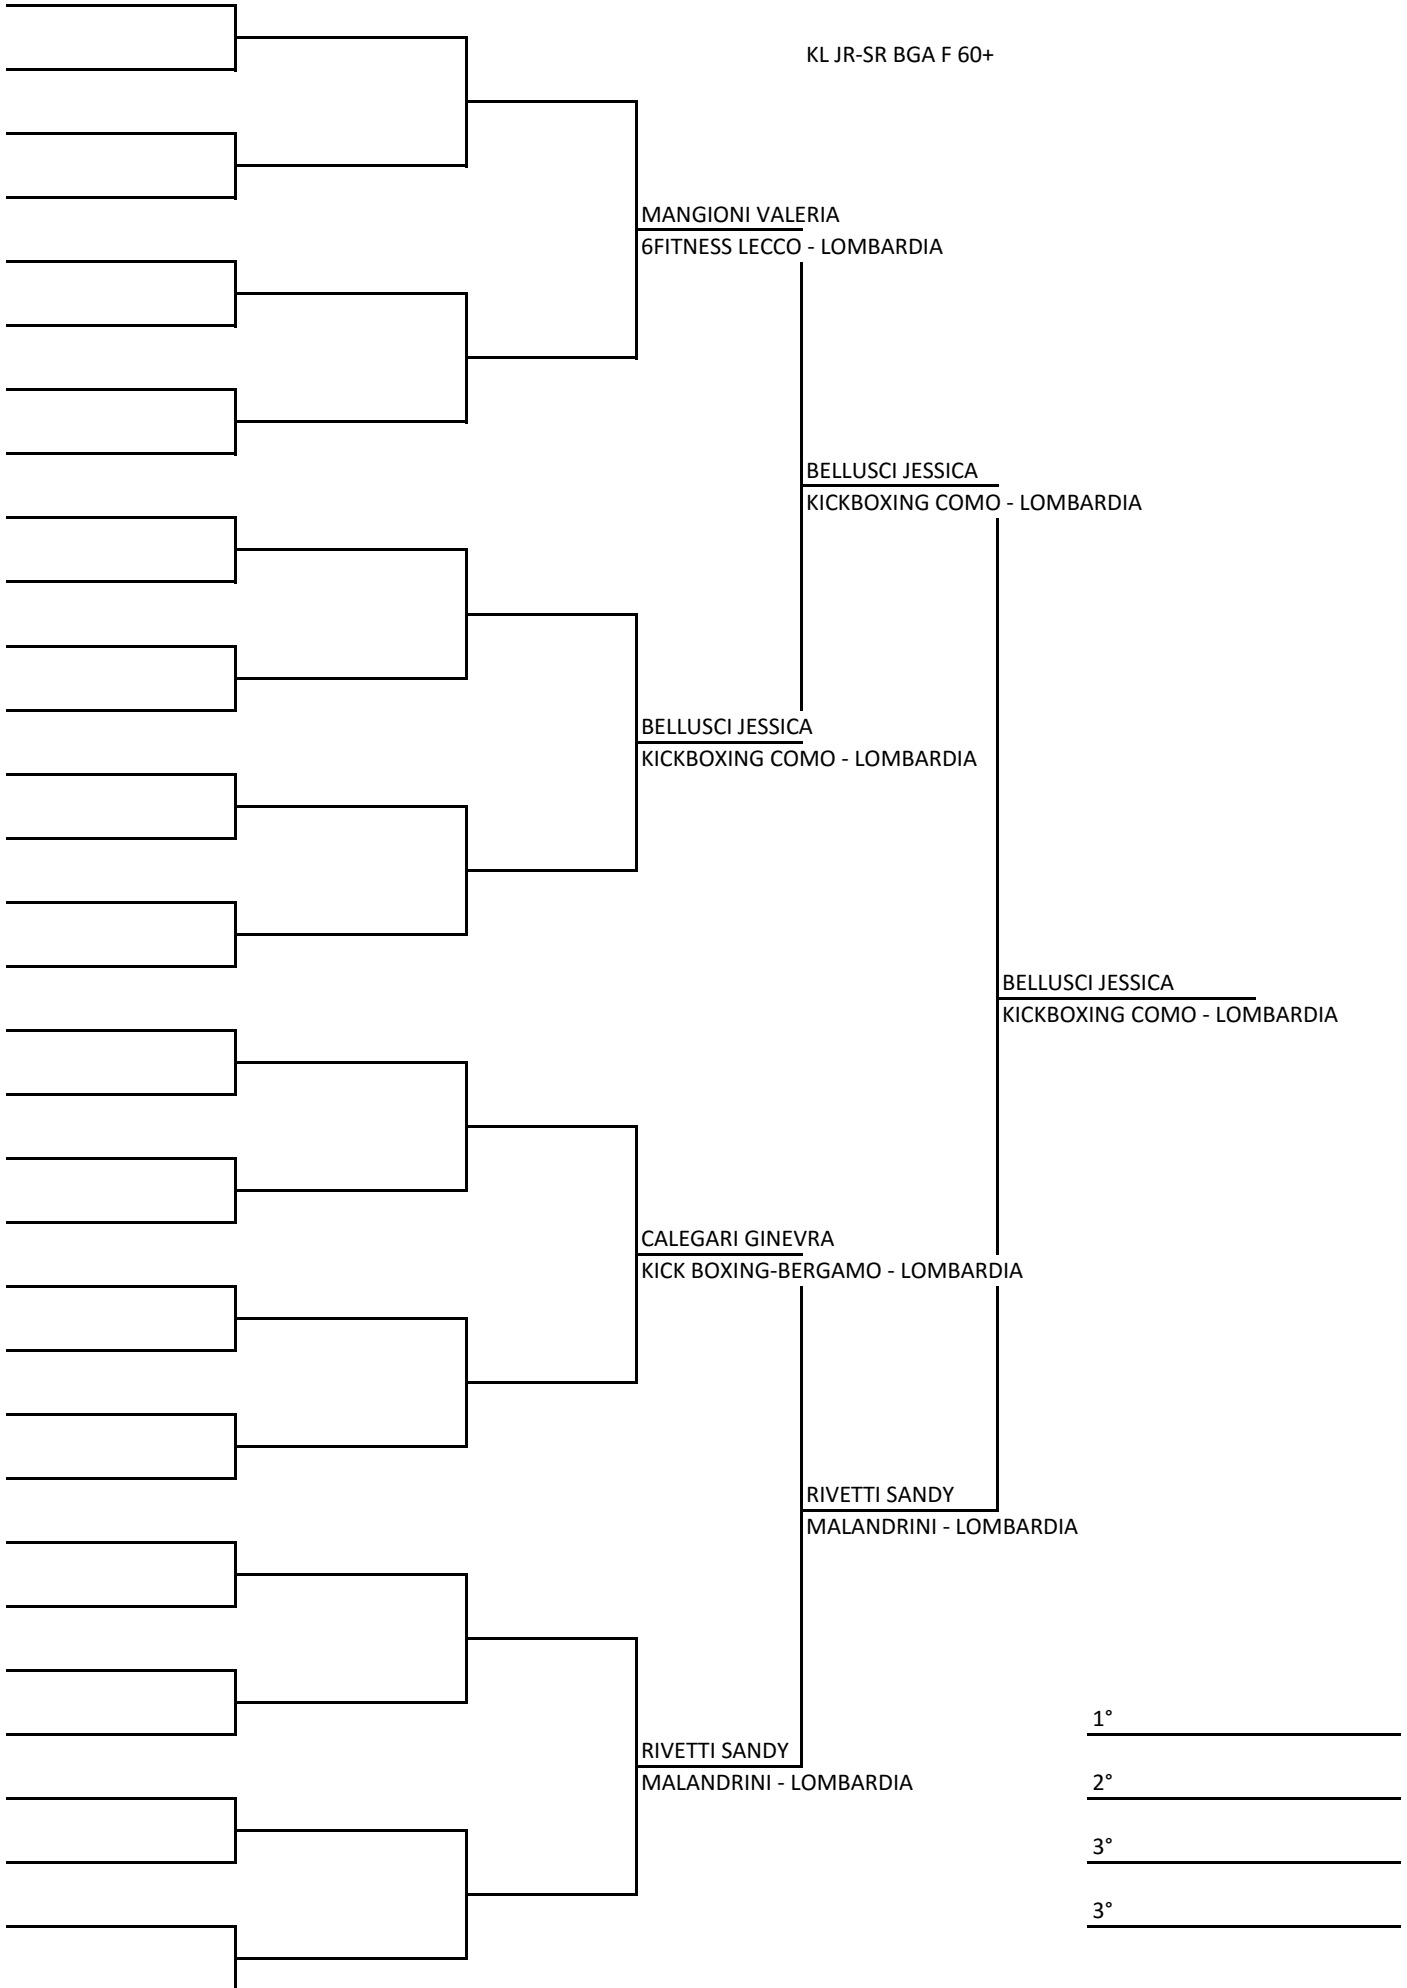 KL JR-SR BGA F 60+
MANGIONI VALERIA
6FITNESS LECCO - LOMBARDIA
BELLUSCI JESSICA
KICKBOXING COMO - LOMBARDIA
BELLUSCI JESSICA
KICKBOXING COMO - LOMBARDIA
BELLUSCI JESSICA
KICKBOXING COMO - LOMBARDIA
CALEGARI GINEVRA
KICK BOXING-BERGAMO - LOMBARDIA
RIVETTI SANDY
MALANDRINI - LOMBARDIA
1°
RIVETTI SANDY
MALANDRINI - LOMBARDIA
2°
3°
3°